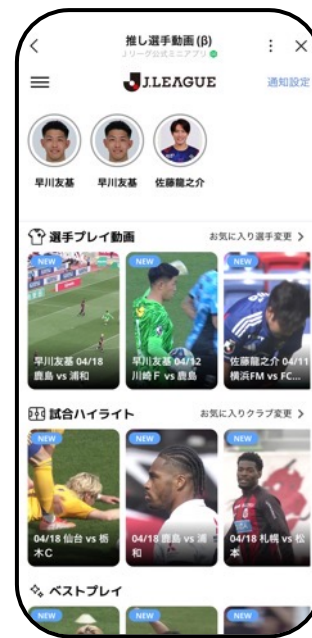 推し選手動画 (β)
Jリーグ公式ミニアプリ
J.LEAGUE
通知設定
早川友基
早川友基
佐藤龍之介
選手プレイ動画
お気に入り選手変更
NEW
NEW
NEW
早川友基 04/18
鹿島 vs 浦和
早川友基 04/12
川崎F vs 鹿島
佐藤龍之介 04/11
横浜FM vs FC...
試合ハイライト
お気に入りクラブ変更
NEW
NEW
NEW
04/18 仙台 vs 栃
木C
04/18 鹿島 vs 浦
和
04/18 札幌 vs 松
本
ベストプレイ
NEW
NEW
NEW